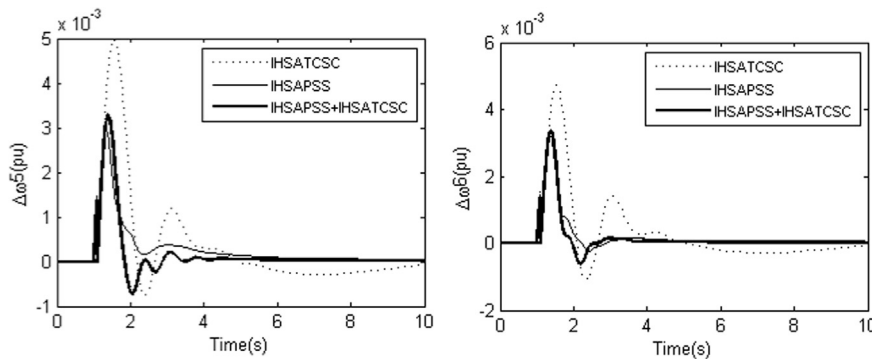 x 10⁻³
5
4
3
2
1
0
-1
Δω5(pu)
IHSATCSC
IHSAPSS
IHSAPSS+IHSATCSC
0 2 4 6 8 10
Time(s)
x 10⁻³
6
4
2
0
-2
Δω6(pu)
IHSATCSC
IHSAPSS
IHSAPSS+IHSATCSC
0 2 4 6 8 10
Time(s)